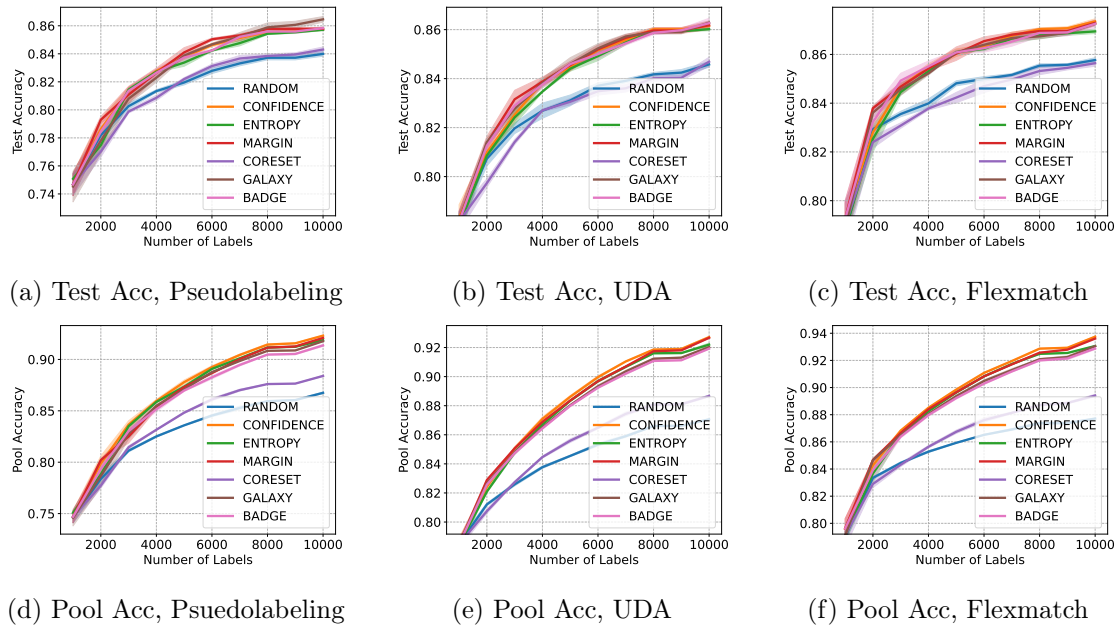 0.86
0.84
0.82
0.80
0.78
0.76
0.74
Test Accuracy
2000 4000 6000 8000 10000
Number of Labels
RANDOM
CONFIDENCE
ENTROPY
MARGIN
CORESET
GALAXY
BADGE
(a) Test Acc, Pseudolabeling
0.86
0.84
0.82
0.80
Test Accuracy
2000 4000 6000 8000 10000
Number of Labels
RANDOM
CONFIDENCE
ENTROPY
MARGIN
CORESET
GALAXY
BADGE
(b) Test Acc, UDA
0.86
0.84
0.82
0.80
Test Accuracy
2000 4000 6000 8000 10000
Number of Labels
RANDOM
CONFIDENCE
ENTROPY
MARGIN
CORESET
GALAXY
BADGE
(c) Test Acc, Flexmatch
0.90
0.85
0.80
0.75
Pool Accuracy
2000 4000 6000 8000 10000
Number of Labels
RANDOM
CONFIDENCE
ENTROPY
MARGIN
CORESET
GALAXY
BADGE
(d) Pool Acc, Psuedolabeling
0.92
0.90
0.88
0.86
0.84
0.82
0.80
Pool Accuracy
2000 4000 6000 8000 10000
Number of Labels
RANDOM
CONFIDENCE
ENTROPY
MARGIN
CORESET
GALAXY
BADGE
(e) Pool Acc, UDA
0.94
0.92
0.90
0.88
0.86
0.84
0.82
0.80
Pool Accuracy
2000 4000 6000 8000 10000
Number of Labels
RANDOM
CONFIDENCE
ENTROPY
MARGIN
CORESET
GALAXY
BADGE
(f) Pool Acc, Flexmatch